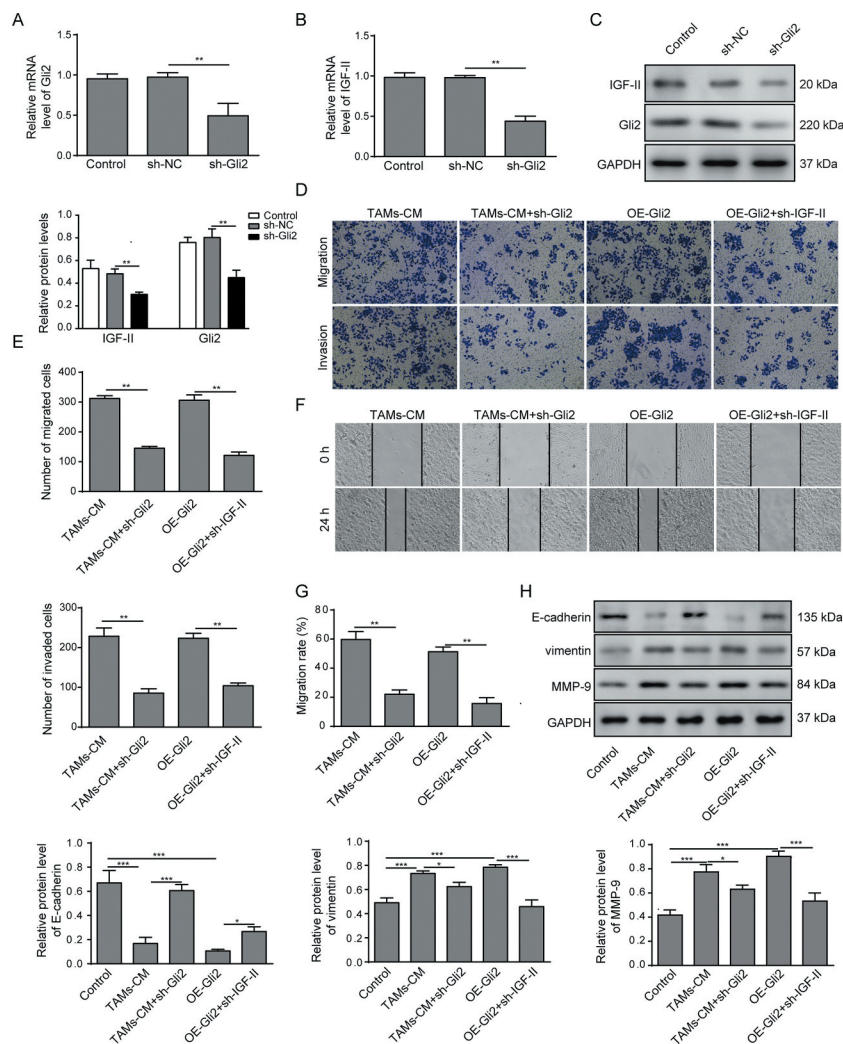 A
Relative mRNA
level of Gli2
1.5
1.0
0.5
0.0
**
Control
sh-NC
sh-Gli2
B
Relative mRNA
level of IGF-II
1.5
1.0
0.5
0.0
**
Control
sh-NC
sh-Gli2
C
Control
sh-NC
sh-Gli2
IGF-II
20 kDa
Gli2
220 kDa
GAPDH
37 kDa
Relative protein levels
1.0
0.8
0.6
0.4
0.2
0.0
**
**
Control
sh-NC
sh-Gli2
IGF-II
Gli2
D
TAMs-CM
TAMs-CM+sh-Gli2
OE-Gli2
OE-Gli2+sh-IGF-II
Migration
Invasion
E
Number of migrated cells
400
300
200
100
0
**
**
TAMs-CM
TAMs-CM+sh-Gli2
OE-Gli2
OE-Gli2+sh-IGF-II
F
TAMs-CM
TAMs-CM+sh-Gli2
OE-Gli2
OE-Gli2+sh-IGF-II
0 h
24 h
Number of invaded cells
300
200
100
0
**
**
TAMs-CM
TAMs-CM+sh-Gli2
OE-Gli2
OE-Gli2+sh-IGF-II
G
Migration rate (%)
80
60
40
20
0
**
**
TAMs-CM
TAMs-CM+sh-Gli2
OE-Gli2
OE-Gli2+sh-IGF-II
H
E-cadherin
135 kDa
vimentin
57 kDa
MMP-9
84 kDa
GAPDH
37 kDa
Control
TAMs-CM
TAMs-CM+sh-Gli2
OE-Gli2
OE-Gli2+sh-IGF-II
Relative protein level
of E-cadherin
1.0
0.8
0.6
0.4
0.2
0.0
***
***
***
*
Control
TAMs-CM
TAMs-CM+sh-Gli2
OE-Gli2
OE-Gli2+sh-IGF-II
Relative protein level
of vimentin
1.0
0.8
0.6
0.4
0.2
0.0
***
***
*
***
Control
TAMs-CM
TAMs-CM+sh-Gli2
OE-Gli2
OE-Gli2+sh-IGF-II
Relative protein level
of MMP-9
1.0
0.8
0.6
0.4
0.2
0.0
***
***
*
***
Control
TAMs-CM
TAMs-CM+sh-Gli2
OE-Gli2
OE-Gli2+sh-IGF-II